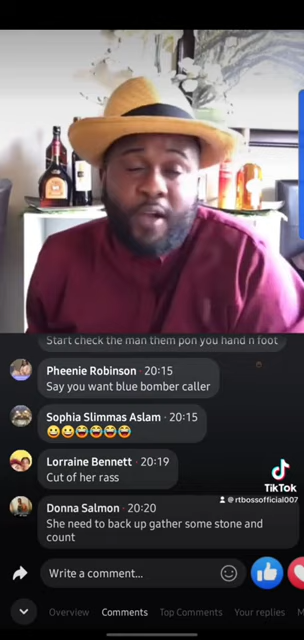 Start check the man them pon you hand n foot
Pheenie Robinson · 20:15
Say you want blue bomber caller
Sophia Slimmas Aslam · 20:15
😀😀😂😂😂😂
Lorraine Bennett · 20:19
Cut of her rass
TikTok
@rtbossofficial007
Donna Salmon · 20:20
She need to back up gather some stone and
count
Write a comment...
Overview Comments Top Comments Your replies M